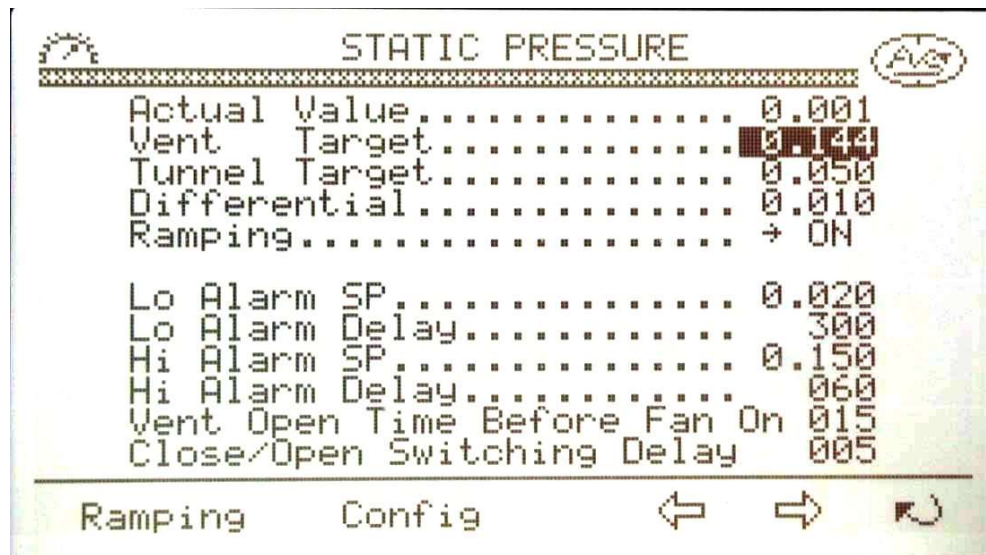 STATIC PRESSURE
AVS
Actual Value.............. 0.001
Vent   Target............. 0.144
Tunnel Target............. 0.050
Differential.............. 0.010
Ramping................... → ON
Lo Alarm SP............... 0.020
Lo Alarm Delay............ 300
Hi Alarm SP............... 0.150
Hi Alarm Delay............ 060
Vent Open Time Before Fan On 015
Close/Open Switching Delay 005
Ramping Config